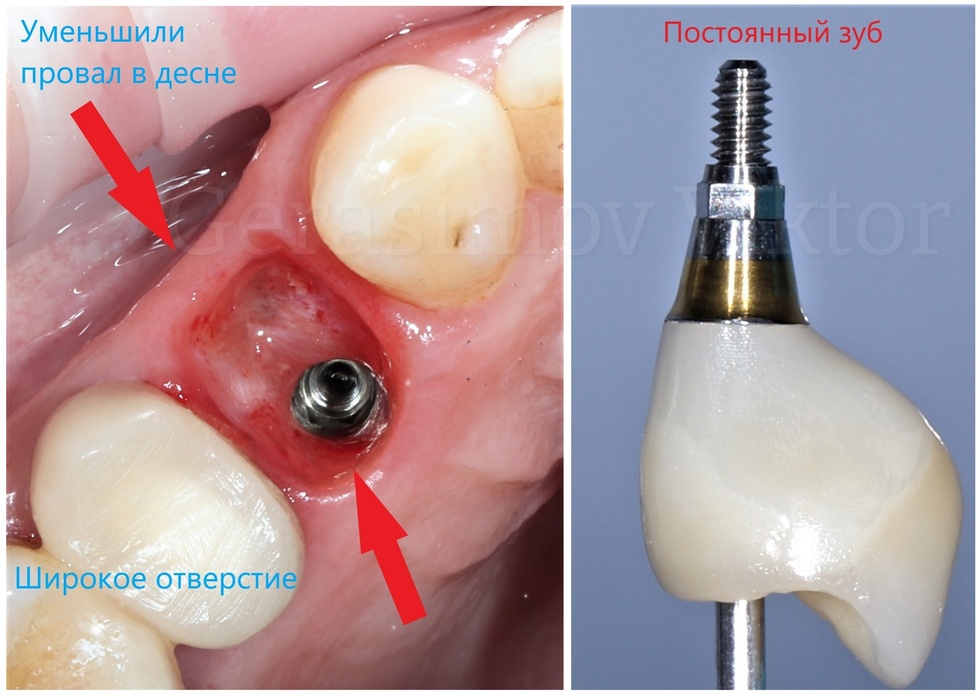 Уменьшили
провал в десне
Постоянный зуб
Gerasimov Viktor
Широкое отверстие